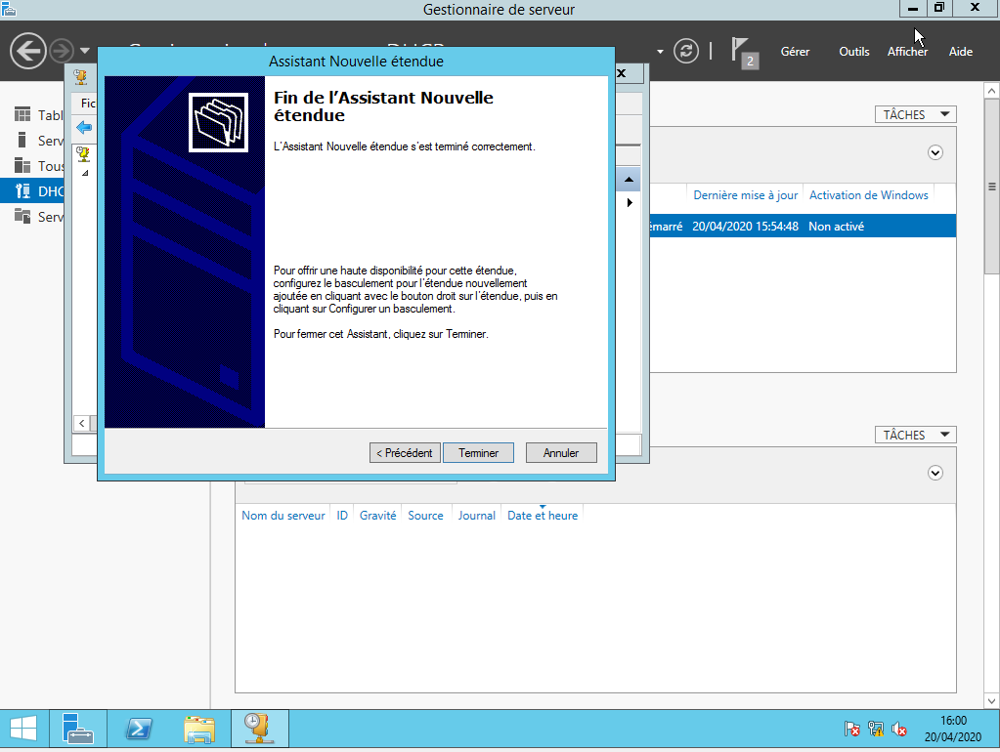 Gestionnaire de serveur
2
Gérer
Outils
Afficher
Aide
Assistant Nouvelle étendue
Fic
Tabl
Serv
Tous
DHC
Serv
Fin de l'Assistant Nouvelle
étendue
L'Assistant Nouvelle étendue s'est terminé correctement.
Pour offrir une haute disponibilité pour cette étendue,
configurez le basculement pour l'étendue nouvellement
ajoutée en cliquant avec le bouton droit sur l'étendue, puis en
cliquant sur Configurer un basculement.
Pour fermer cet Assistant, cliquez sur Terminer.
< Précédent
Terminer
Annuler
TÂCHES
Dernière mise à jour
Activation de Windows
émarré
20/04/2020 15:54:48
Non activé
TÂCHES
Nom du serveur
ID
Gravité
Source
Journal
Date et heure
16:00
20/04/2020